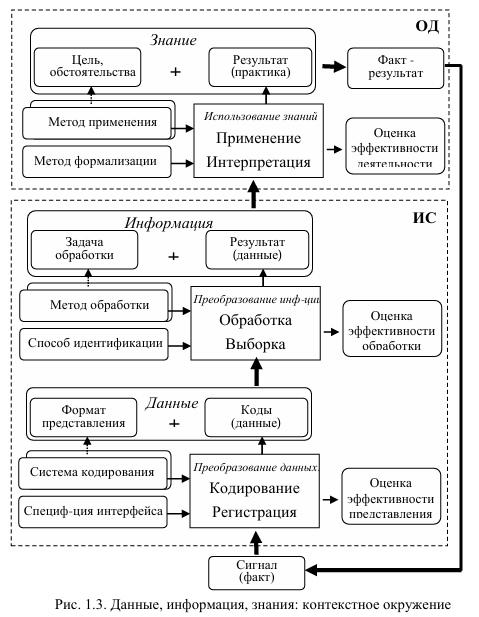 ОД
Знание
Цель,
обстоятельства
+
Результат
(практика)
Факт -
результат
Метод применения
Метод формализации
Использование знаний
Применение
Интерпретация
Оценка
эффективности
деятельности
ИС
Информация
Задача
обработки
+
Результат
(данные)
Метод обработки
Способ идентификации
Преобразование инф-ции
Обработка
Выборка
Оценка
эффективности
обработки
Данные
Формат
представления
+
Коды
(данные)
Система кодирования
Специф-ция интерфейса
Преобразование данных.
Кодирование
Регистрация
Оценка
эффективности
представления
Сигнал
(факт)
Рис. 1.3. Данные, информация, знания: контекстное окружение